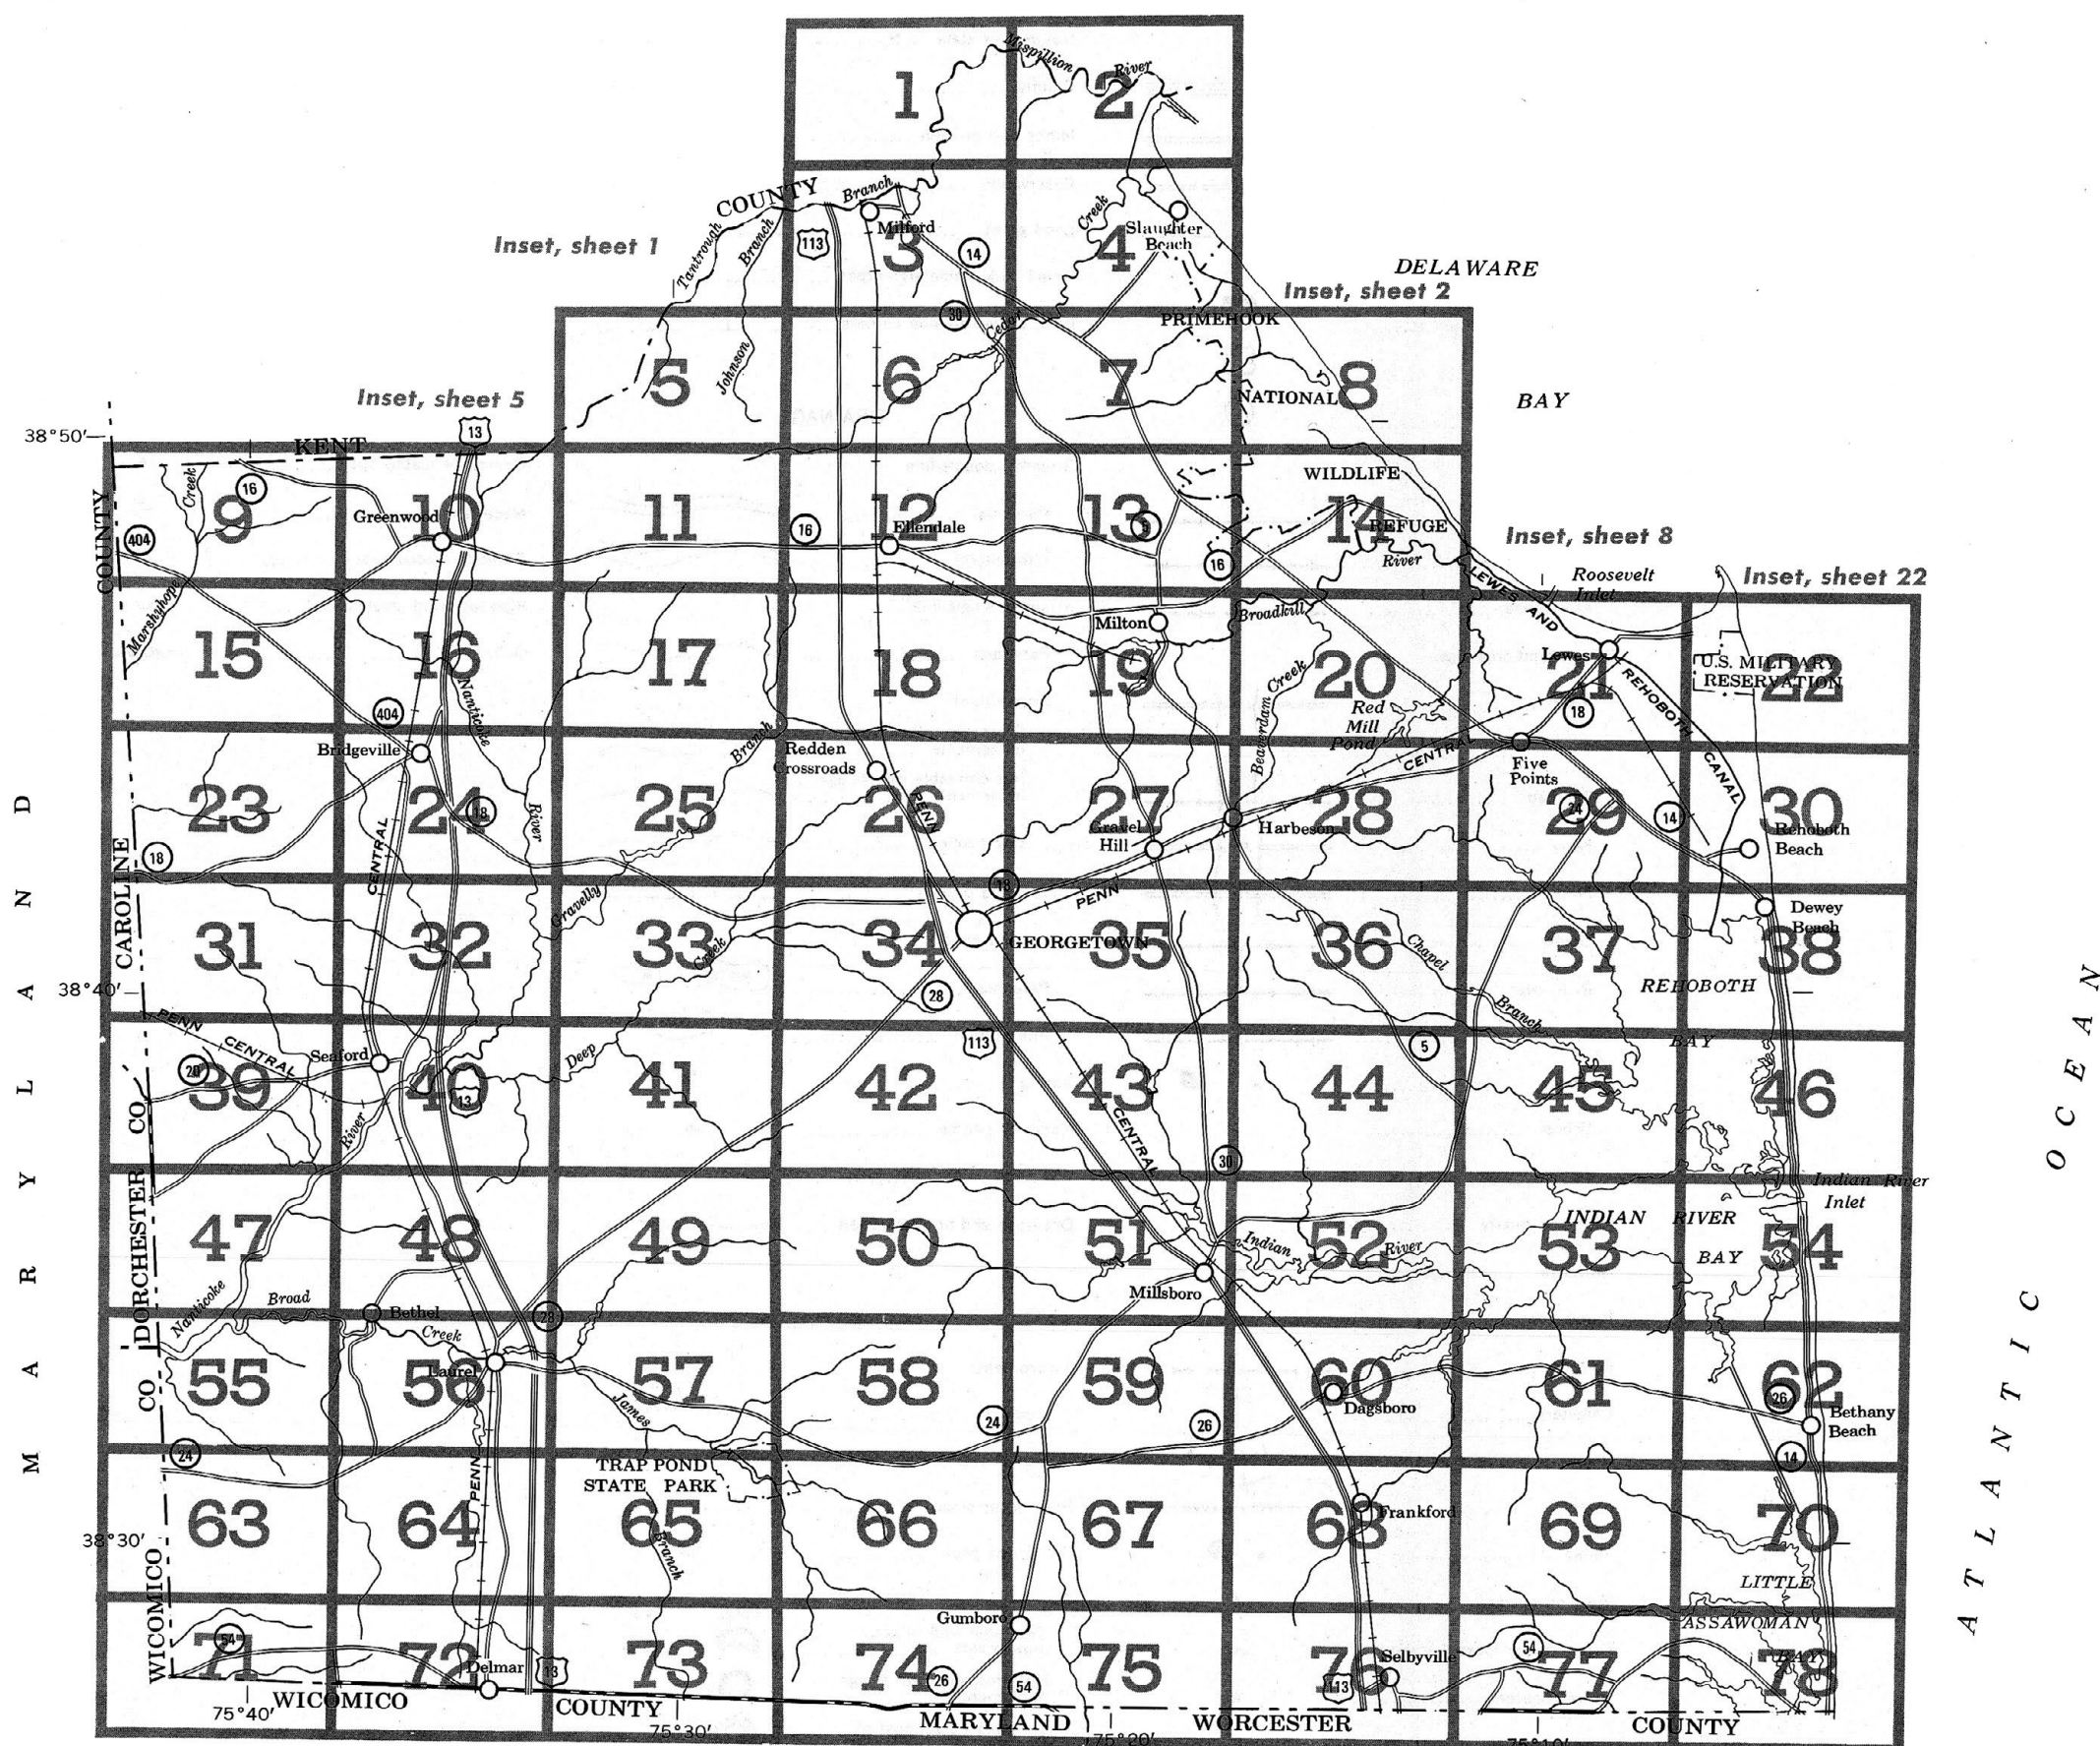 Mispillion River
1
2
COUNTY
Branch
Milford
Creek
Slaughter
Beach
Tantrough
Branch
113
3
14
4
Inset, sheet 1
DELAWARE
Inset, sheet 2
30
Cedar
PRIMEHOOK
5
Johnson
6
7
NATIONAL
8
BAY
Inset, sheet 5
13
38°50′
KENT
COUNTY
Creek
9
16
Greenwood
10
11
16
12
Ellendale
13
5
WILDLIFE
14
REFUGE
River
Inset, sheet 8
404
16
LEWES AND
Roosevelt
Inlet
Inset, sheet 22
Marshyhope
Broadkill
15
16
17
18
Milton
19
20
Lewes
21
U.S. MILITARY
RESERVATION
22
Nanticoke
Beaverdam Creek
Red
Mill
Pond
18
REHOBOTH CANAL
404
Bridgeville
Branch
Redden
Crossroads
CENTRAL
Five
Points
23
24
18
River
25
26
PENN
27
Gravel
Hill
Harbeson
28
24
29
14
30
Rehoboth
Beach
18
CENTRAL
CAROLINE
Gravelly
18
PENN
Dewey
Beach
31
32
33
Creek
34
GEORGETOWN
35
36
Chapel
37
38
REHOBOTH
38°40′
28
Branch
PENN
CENTRAL
Seaford
Deep
113
5
BAY
20
39
40
13
41
42
43
CENTRAL
44
45
46
CO.
River
30
Indian River
Inlet
DORCHESTER
47
48
49
50
51
Indian
52
River
53
INDIAN RIVER
BAY
54
Millsboro
Nanticoke
Broad
Bethel
Creek
28
55
56
Laurel
57
58
59
60
Dagsboro
61
62
26
Bethany
Beach
CO
James
24
26
24
14
TRAP POND
STATE PARK
63
PENN
64
65
Branch
66
67
68
Frankford
69
70
38°30′
LITTLE
ASSAWOMAN
BAY
WICOMICO
54
71
72
Delmar
13
73
Gumboro
74
26
54
75
76
113
Selbyville
54
77
78
75°40′
WICOMICO
COUNTY
75°30′
MARYLAND
75°20′
WORCESTER
75°10′
COUNTY
MARYLAND
ATLANTIC OCEAN